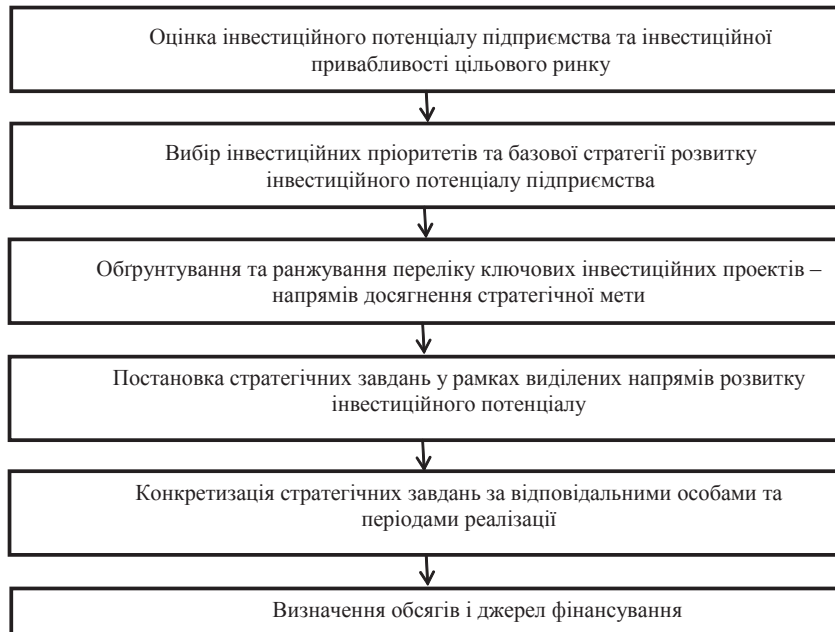 Оцінка інвестиційного потенціалу підприємства та інвестиційної
привабливості цільового ринку
Вибір інвестиційних пріоритетів та базової стратегії розвитку
інвестиційного потенціалу підприємства
Обґрунтування та ранжування переліку ключових інвестиційних проектів –
напрямів досягнення стратегічної мети
Постановка стратегічних завдань у рамках виділених напрямів розвитку
інвестиційного потенціалу
Конкретизація стратегічних завдань за відповідальними особами та
періодами реалізації
Визначення обсягів і джерел фінансування